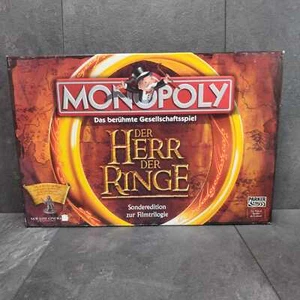 MONOPOLY
Das berühmte Gesellschaftsspiel
DER
HERR
DER
RINGE
Sonderedition
zur Filmtrilogie
PARKER